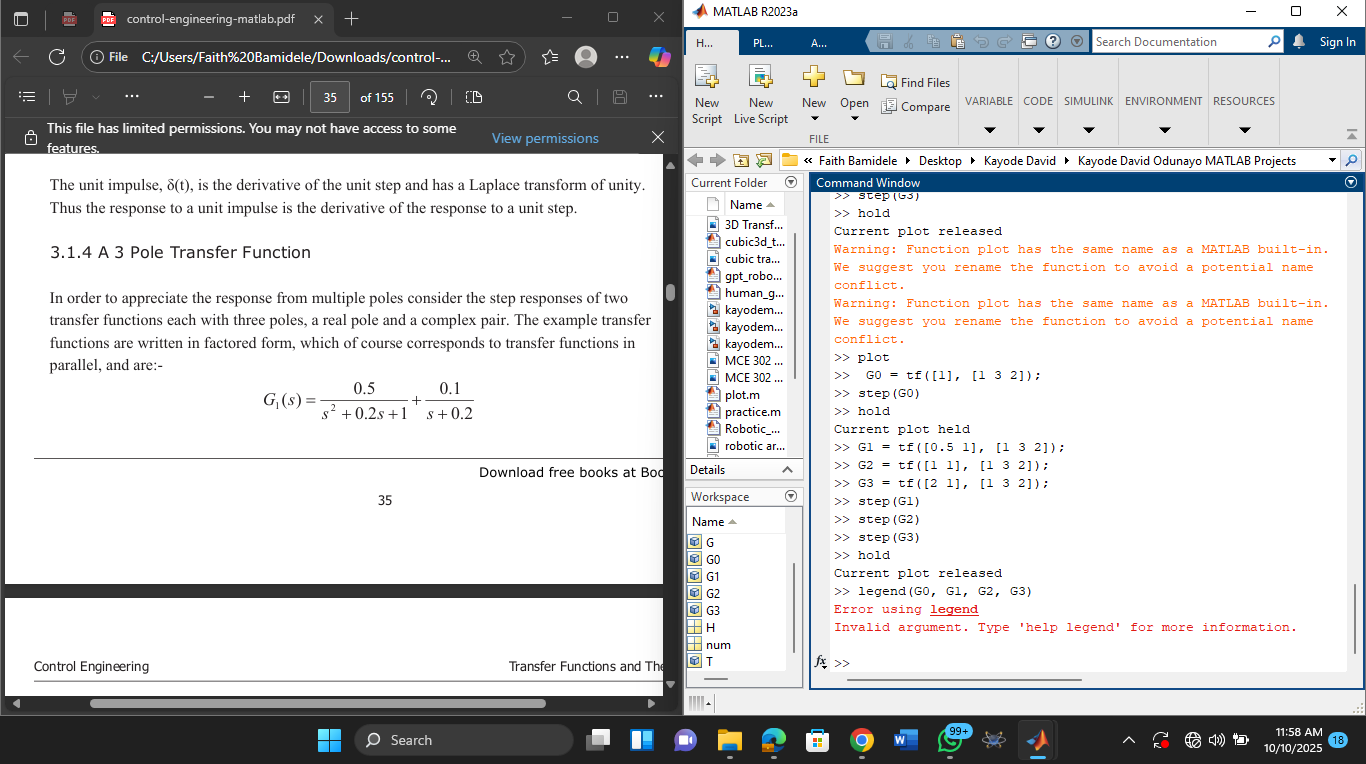 control-engineering-matlab.pdf
File C:/Users/Faith%20Bamidele/Downloads/control-...
35 of 155
This file has limited permissions. You may not have access to some
features.
View permissions
The unit impulse, δ(t), is the derivative of the unit step and has a Laplace transform of unity.
Thus the response to a unit impulse is the derivative of the response to a unit step.
3.1.4 A 3 Pole Transfer Function
In order to appreciate the response from multiple poles consider the step responses of two
transfer functions each with three poles, a real pole and a complex pair. The example transfer
functions are written in factored form, which of course corresponds to transfer functions in
parallel, and are:-
G₁(s) = 0.5 / (s² + 0.2s + 1) + 0.1 / (s + 0.2)
Download free books at Boo
35
Control Engineering Transfer Functions and The
MATLAB R2023a
H... PL... A...
Search Documentation
Sign In
New Script
New Live Script
New
Open
Find Files
Compare
FILE
VARIABLE CODE SIMULINK ENVIRONMENT RESOURCES
« Faith Bamidele Desktop Kayode David Kayode David Odunayo MATLAB Projects
Current Folder
Name
3D Transf...
cubic3d_t...
cubic tra...
gpt_robo...
human_g...
kayodem...
kayodem...
kayodem...
MCE 302 ...
MCE 302 ...
plot.m
practice.m
Robotic_...
robotic ar...
Details
Workspace
Name
G
G0
G1
G2
G3
H
num
T
Command Window
>> step(G3)
>> hold
Current plot released
Warning: Function plot has the same name as a MATLAB built-in.
We suggest you rename the function to avoid a potential name
conflict.
Warning: Function plot has the same name as a MATLAB built-in.
We suggest you rename the function to avoid a potential name
conflict.
>> plot
>>  G0 = tf([1], [1 3 2]);
>> step(G0)
>> hold
Current plot held
>> G1 = tf([0.5 1], [1 3 2]);
>> G2 = tf([1 1], [1 3 2]);
>> G3 = tf([2 1], [1 3 2]);
>> step(G1)
>> step(G2)
>> step(G3)
>> hold
Current plot released
>> legend(G0, G1, G2, G3)
Error using legend
Invalid argument. Type 'help legend' for more information.
fx >>
Search
99+
11:58 AM
10/10/2025
18